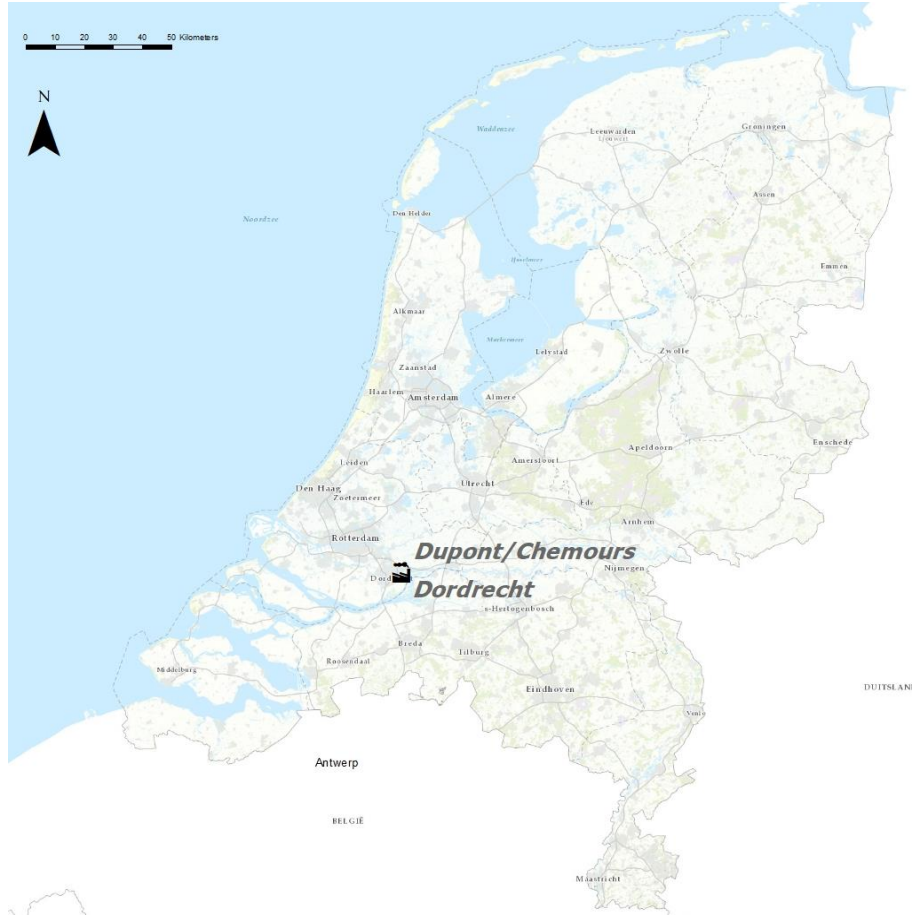 0 10 20 30 40 50 Kilometers
N
Waddenzee
Leeuwarden
Groningen
Assen
Noordzee
Den Helder
Emmen
Alkmaar
Markermeer
Lelystad
Zwolle
Zaanstad
Haarlem
Amsterdam
Almere
Enschede
Apeldoorn
Amersfoort
Leiden
Utrecht
Den Haag
Zoetermeer
Ede
Arnhem
Rotterdam
Dupont/Chemours
Dordrecht
Nijmegen
s-Hertogenbosch
Breda
Tilburg
Roosendaal
Middelburg
Eindhoven
DUITSLAND
Venlo
Antwerp
BELGIË
Maastricht